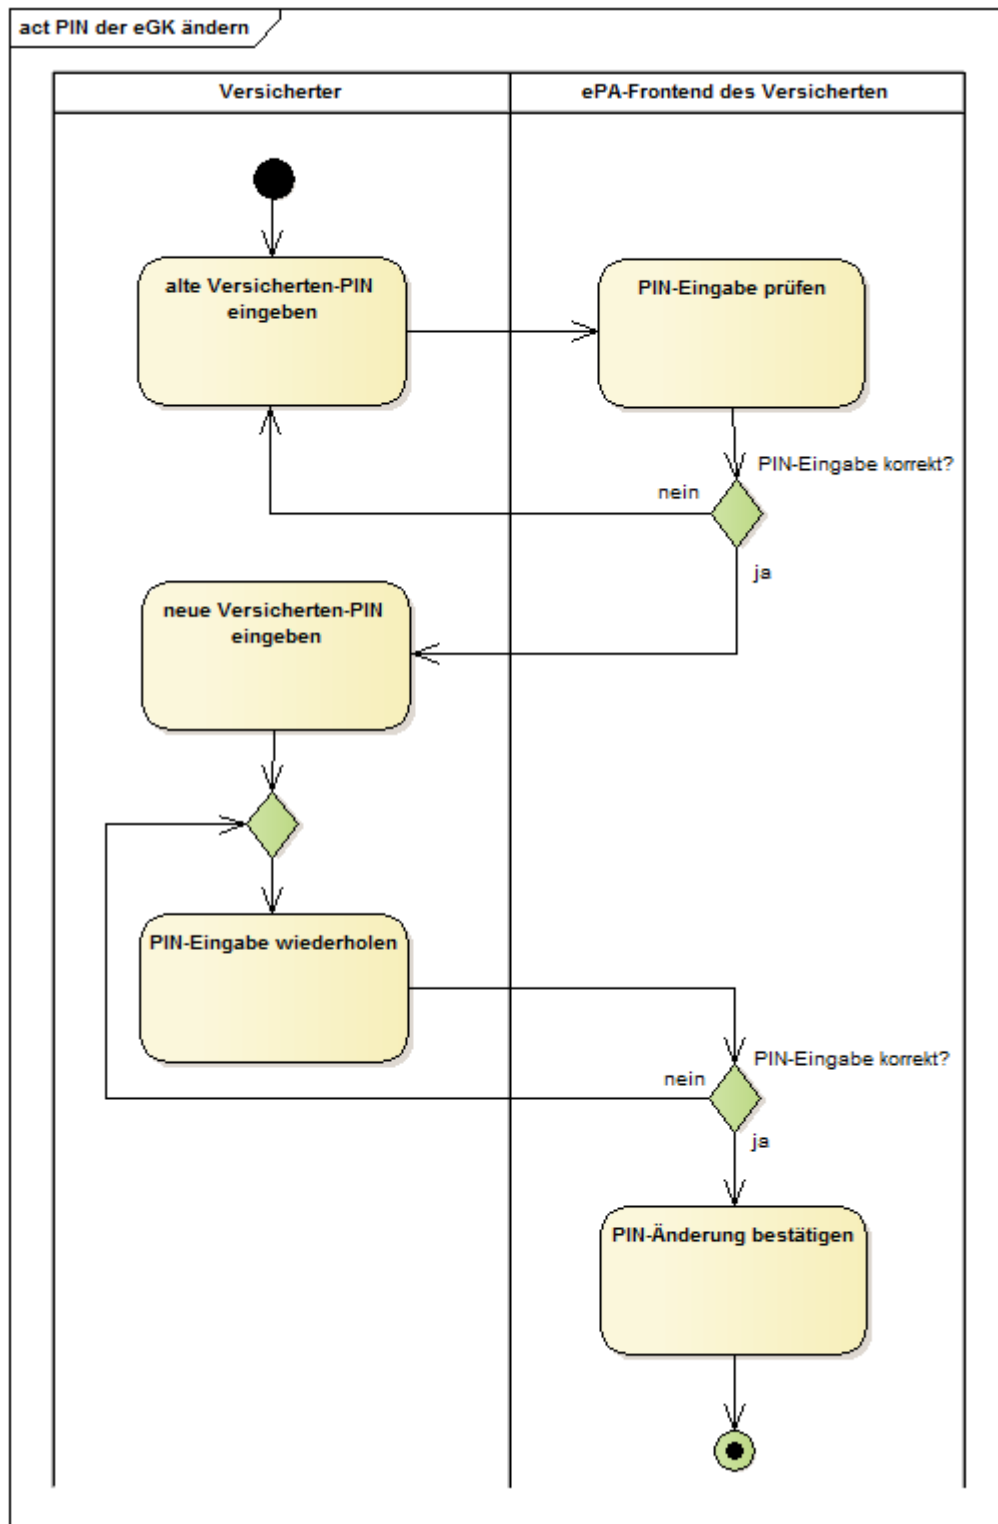 act PIN der eGK ändern
Versicherter
ePA-Frontend des Versicherten
alte Versicherten-PIN
eingeben
PIN-Eingabe prüfen
PIN-Eingabe korrekt?
nein
ja
neue Versicherten-PIN
eingeben
PIN-Eingabe wiederholen
PIN-Eingabe korrekt?
nein
ja
PIN-Änderung bestätigen